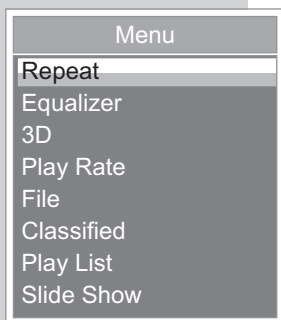 Menu
Repeat
Equalizer
3D
Play Rate
File
Classified
Play List
Slide Show